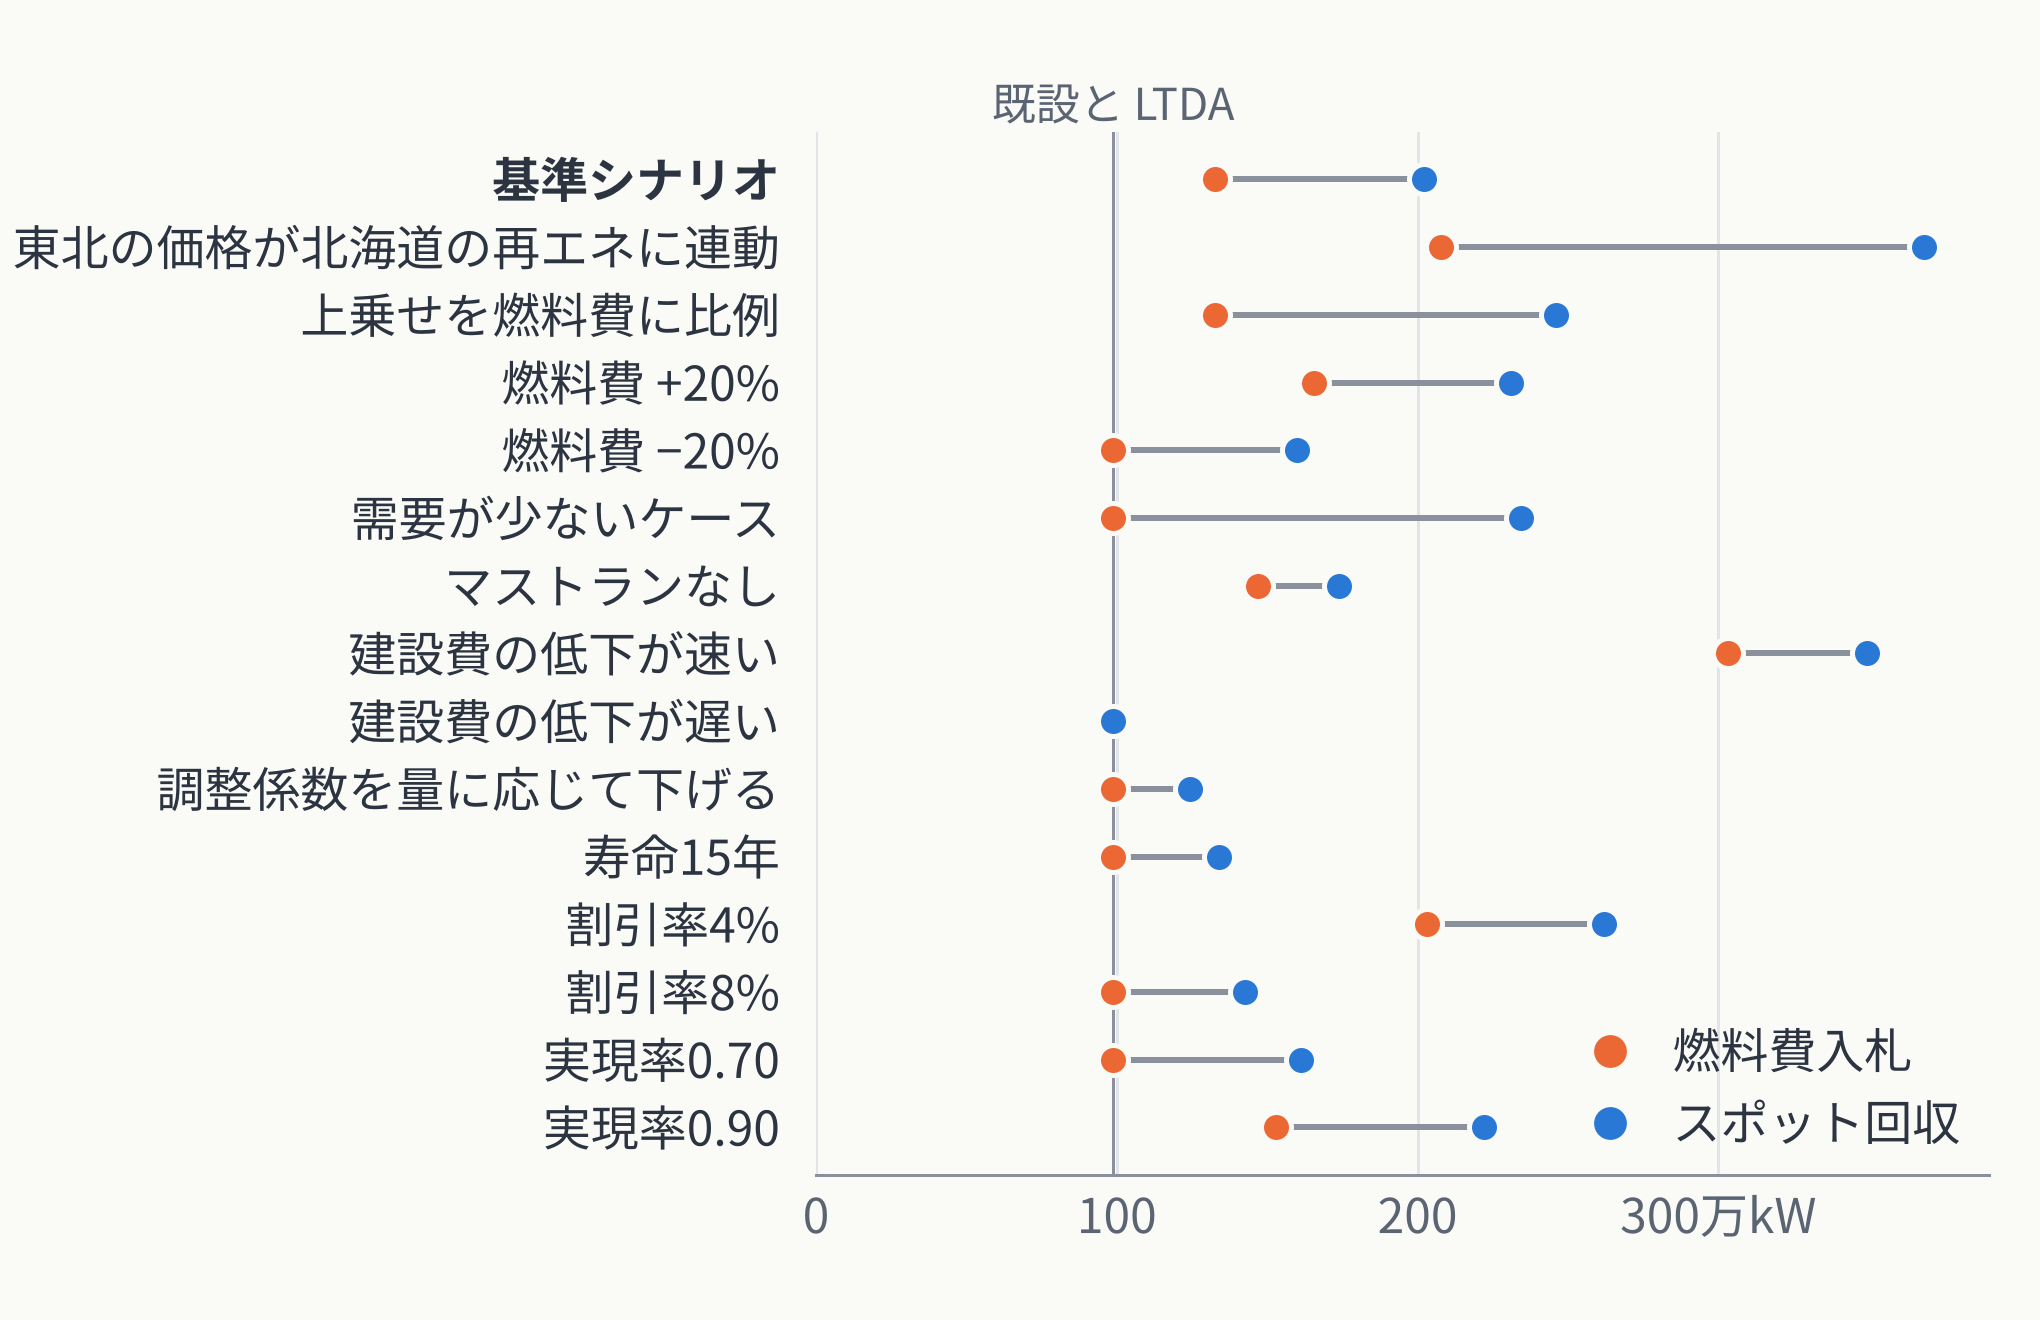 既設と LTDA
基準シナリオ
東北の価格が北海道の再エネに連動
上乗せを燃料費に比例
燃料費 +20%
燃料費 −20%
需要が少ないケース
マストランなし
建設費の低下が速い
建設費の低下が遅い
調整係数を量に応じて下げる
寿命15年
割引率4%
割引率8%
実現率0.70
実現率0.90
燃料費入札
スポット回収
0 100 200 300万kW